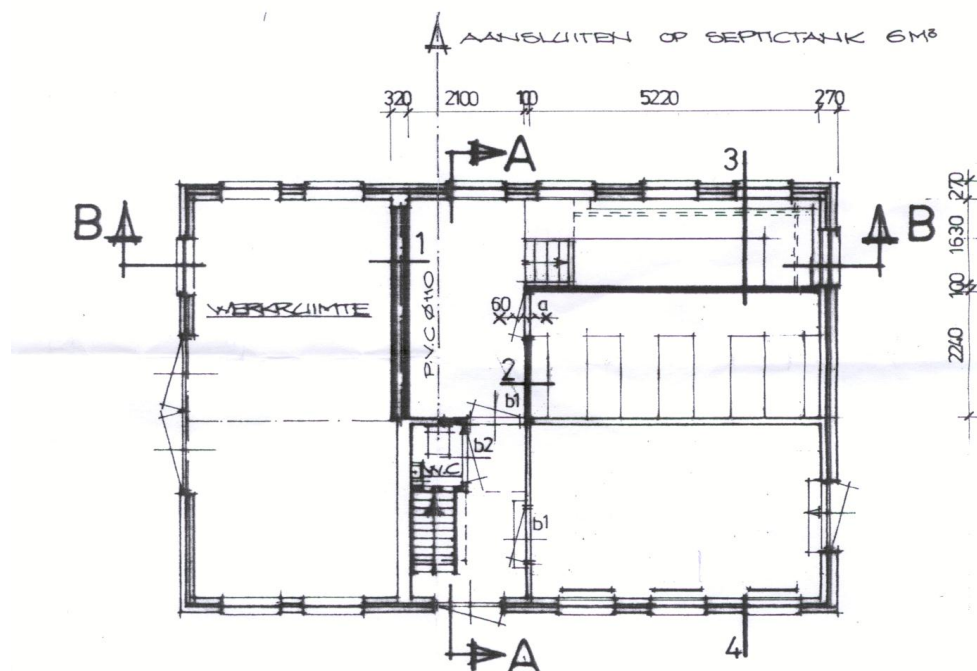 AANSLUITEN OP SEPTICTANK 6M³
320 2100 100 5220 270
A
3
270
B
B
1630
1
WERKRUIMTE
P.V.C Ø110
60 a
100
2
2240
b1
b2
W.C
b1
A
4